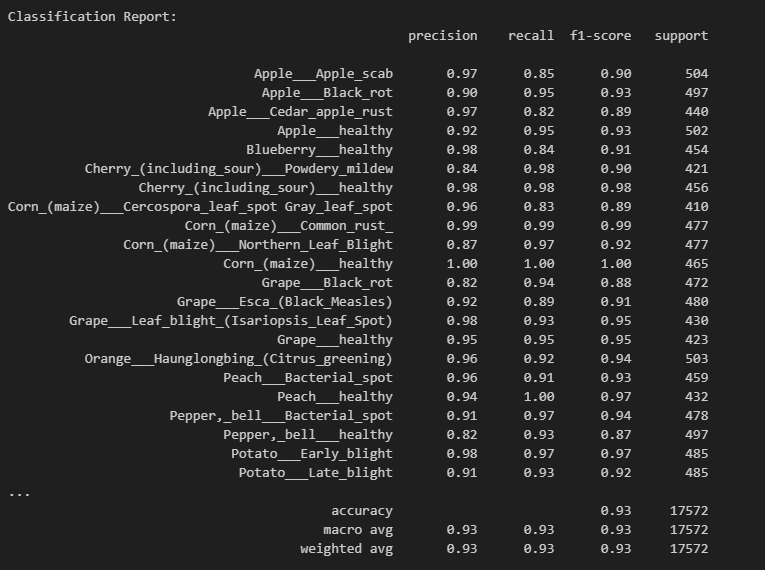 Classification Report:
precision recall f1-score support
Apple___Apple_scab 0.97 0.85 0.90 504
Apple___Black_rot 0.90 0.95 0.93 497
Apple___Cedar_apple_rust 0.97 0.82 0.89 440
Apple___healthy 0.92 0.95 0.93 502
Blueberry___healthy 0.98 0.84 0.91 454
Cherry_(including_sour)___Powdery_mildew 0.84 0.98 0.90 421
Cherry_(including_sour)___healthy 0.98 0.98 0.98 456
Corn_(maize)___Cercospora_leaf_spot Gray_leaf_spot 0.96 0.83 0.89 410
Corn_(maize)___Common_rust_ 0.99 0.99 0.99 477
Corn_(maize)___Northern_Leaf_Blight 0.87 0.97 0.92 477
Corn_(maize)___healthy 1.00 1.00 1.00 465
Grape___Black_rot 0.82 0.94 0.88 472
Grape___Esca_(Black_Measles) 0.92 0.89 0.91 480
Grape___Leaf_blight_(Isariopsis_Leaf_Spot) 0.98 0.93 0.95 430
Grape___healthy 0.95 0.95 0.95 423
Orange___Haunglongbing_(Citrus_greening) 0.96 0.92 0.94 503
Peach___Bacterial_spot 0.96 0.91 0.93 459
Peach___healthy 0.94 1.00 0.97 432
Pepper,_bell___Bacterial_spot 0.91 0.97 0.94 478
Pepper,_bell___healthy 0.82 0.93 0.87 497
Potato___Early_blight 0.98 0.97 0.97 485
Potato___Late_blight 0.91 0.93 0.92 485
...
accuracy 0.93 17572
macro avg 0.93 0.93 0.93 17572
weighted avg 0.93 0.93 0.93 17572